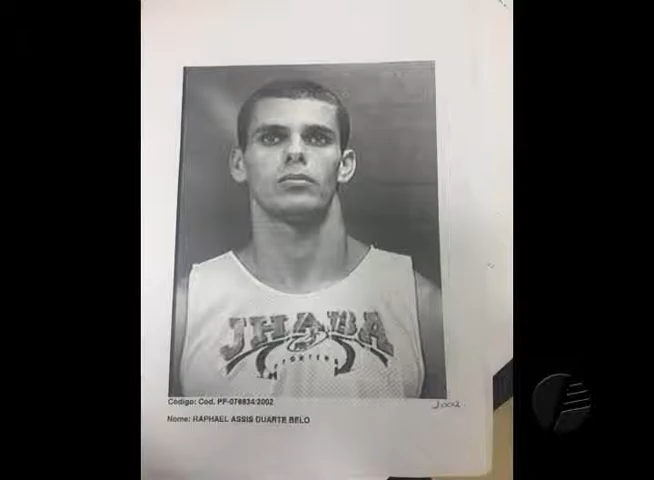 JHABA
FIGHTERS
Código: Cod. PF-076834/2002
2002
Nome: RAPHAEL ASSIS DUARTE BELO